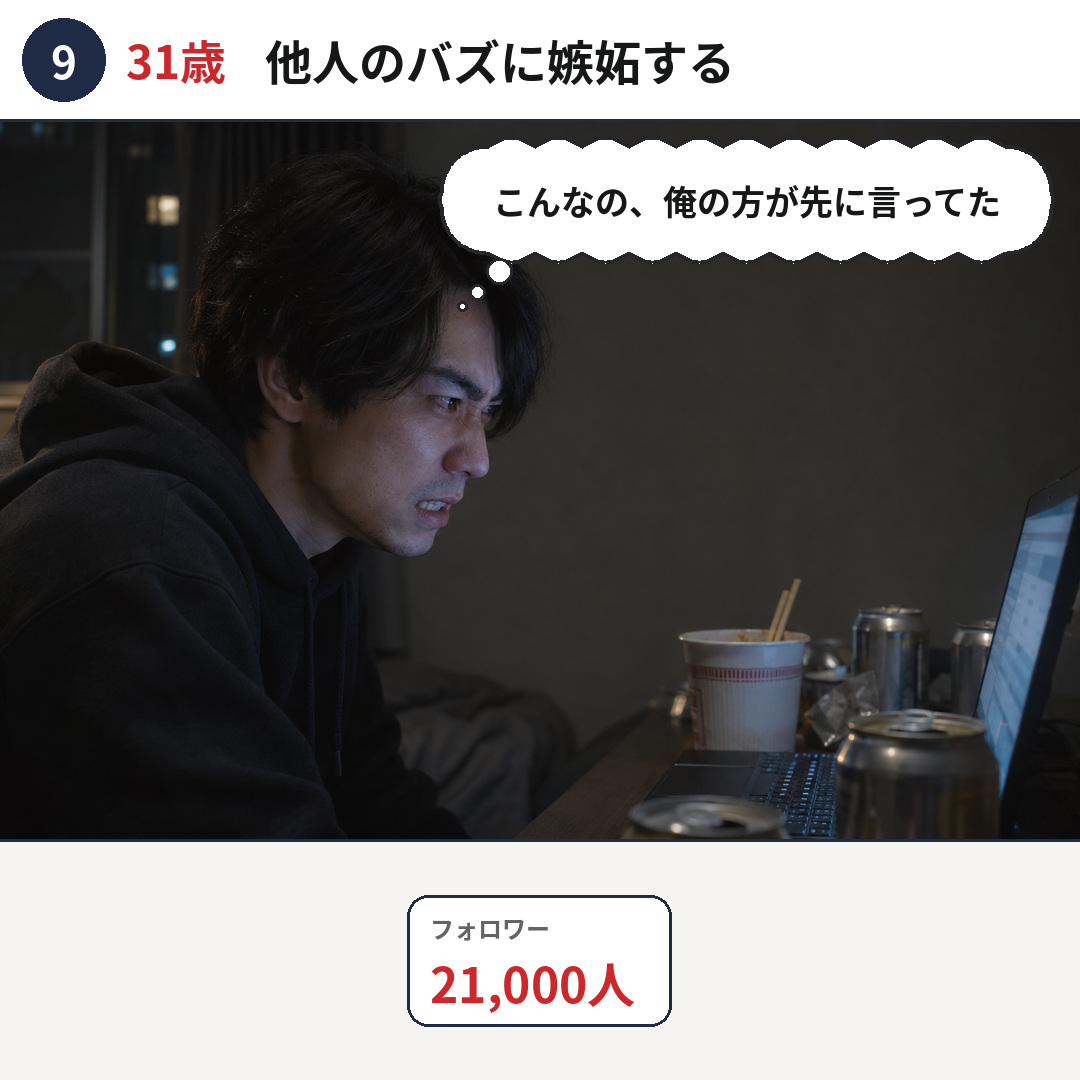 9 31歳 他人のバズに嫉妬する
こんなの、俺の方が先に言ってた
フォロワー
21,000人